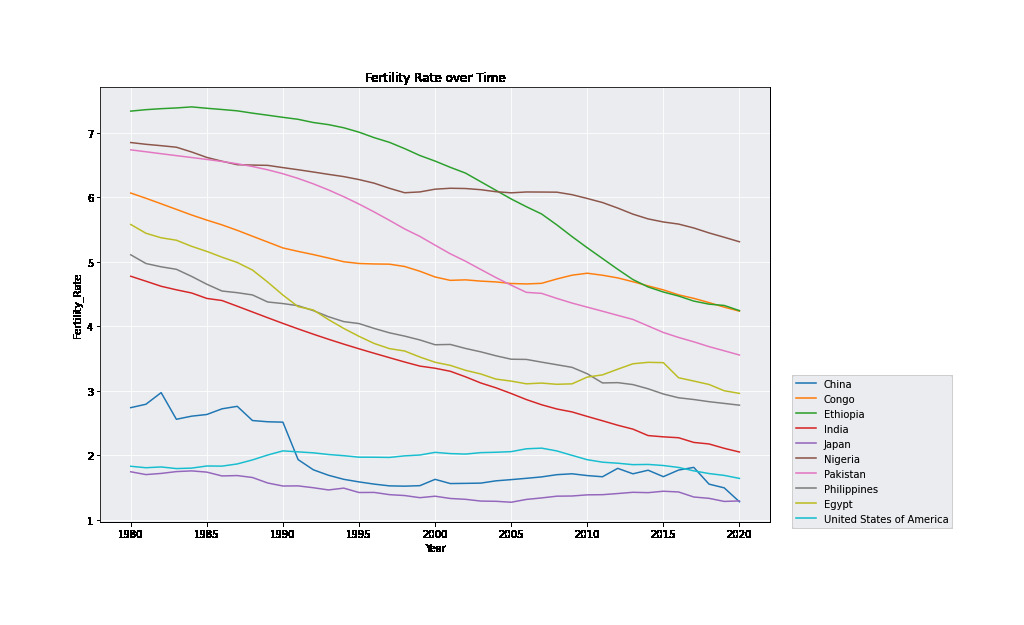 Fertility Rate over Time
7
6
5
4
3
2
1
Fertility_Rate
1980 1985 1990 1995 2000 2005 2010 2015 2020
Year
China
Congo
Ethiopia
India
Japan
Nigeria
Pakistan
Philippines
Egypt
United States of America